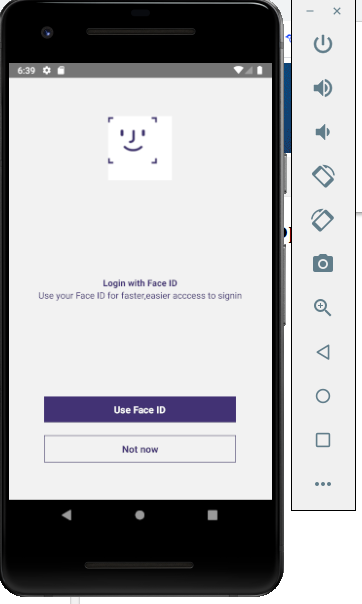 6:39
Login with Face ID
Use your Face ID for faster,easier acccess to signin
Use Face ID
Not now